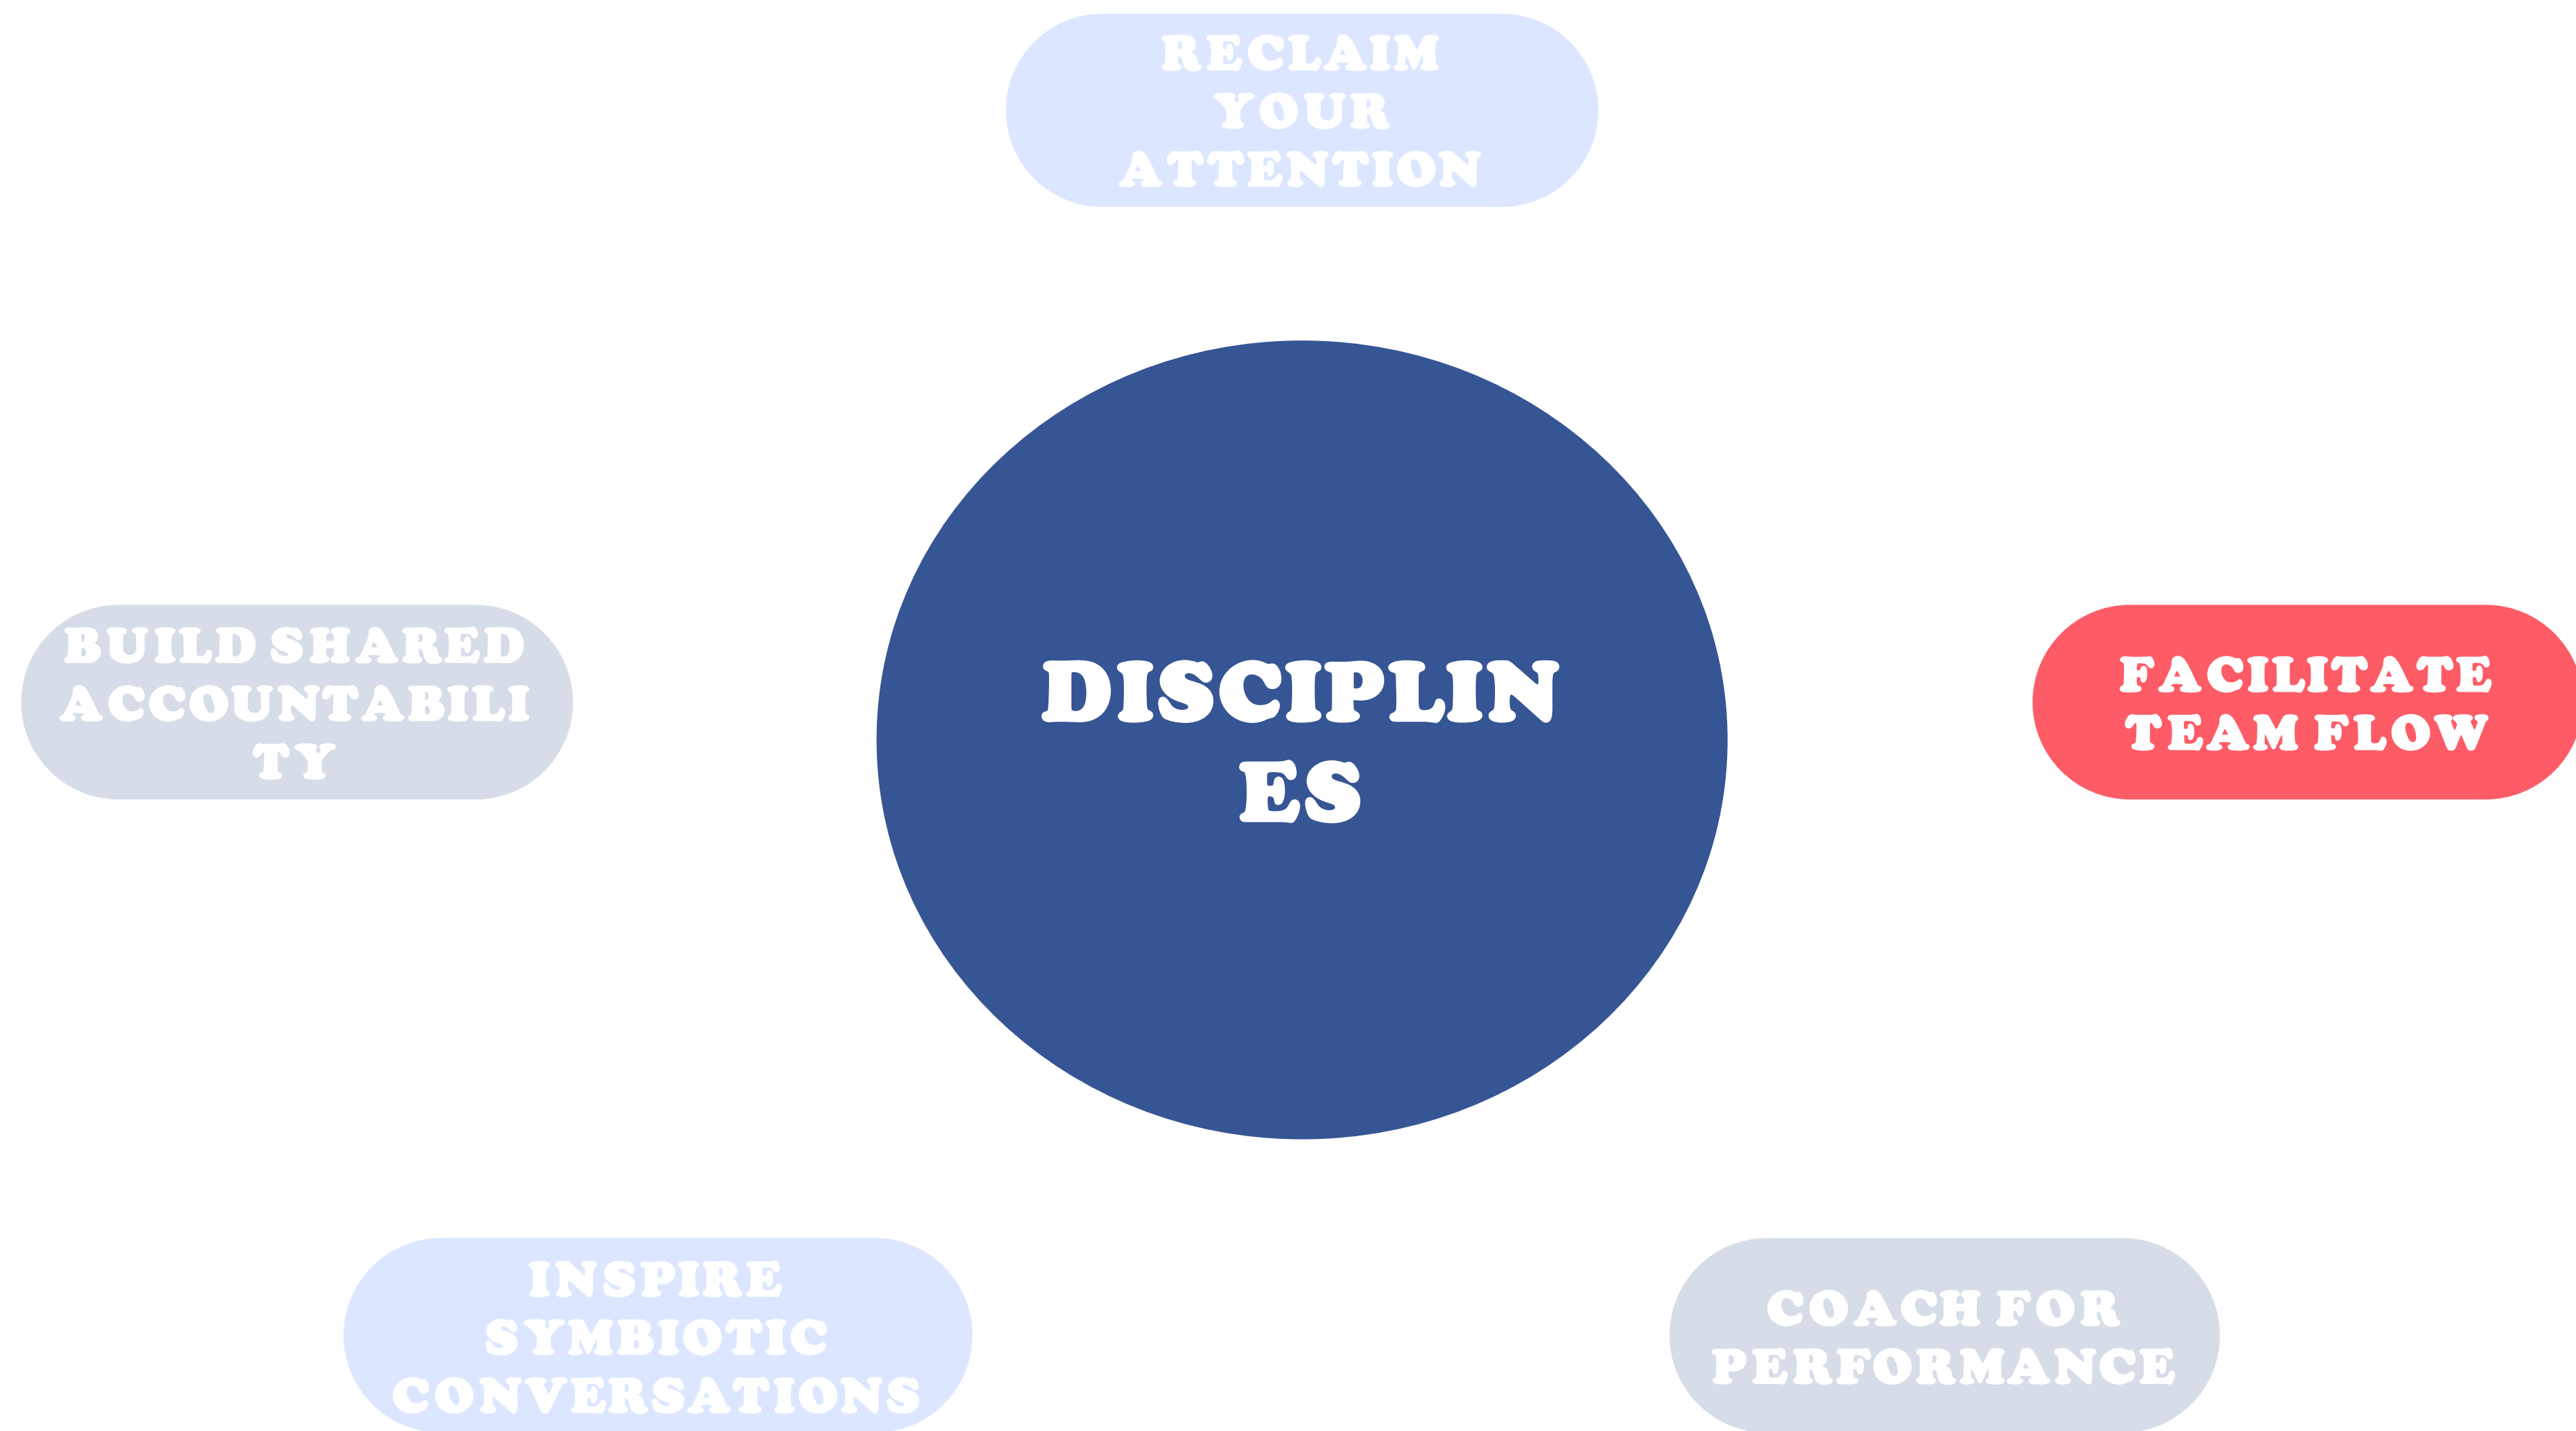 RECLAIM
YOUR
ATTENTION
BUILD SHARED
ACCOUNTABILI
TY
DISCIPLIN
ES
FACILITATE
TEAM FLOW
INSPIRE
SYMBIOTIC
CONVERSATIONS
COACH FOR
PERFORMANCE